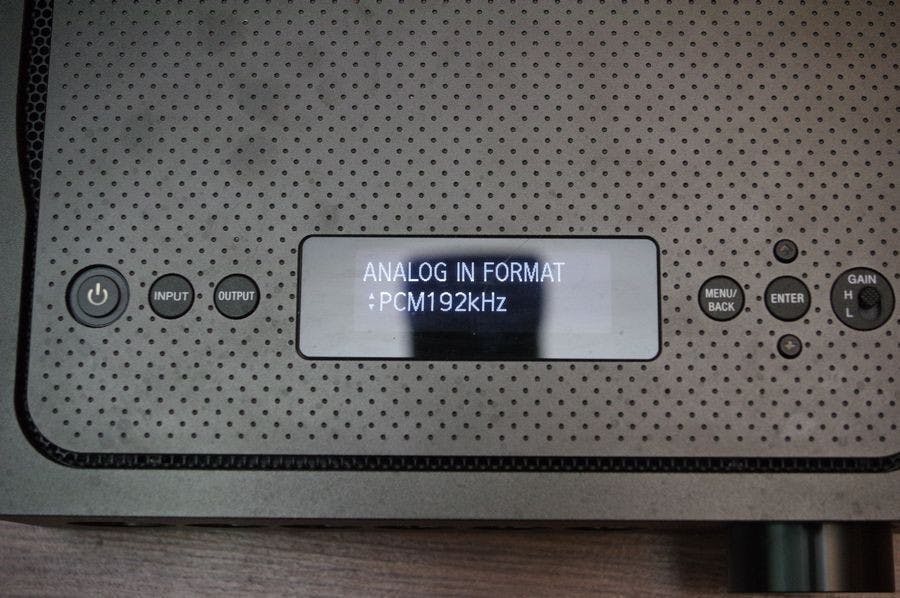 ANALOG IN FORMAT
PCM192kHz
INPUT
OUTPUT
MENU/
BACK
ENTER
GAIN
H
L